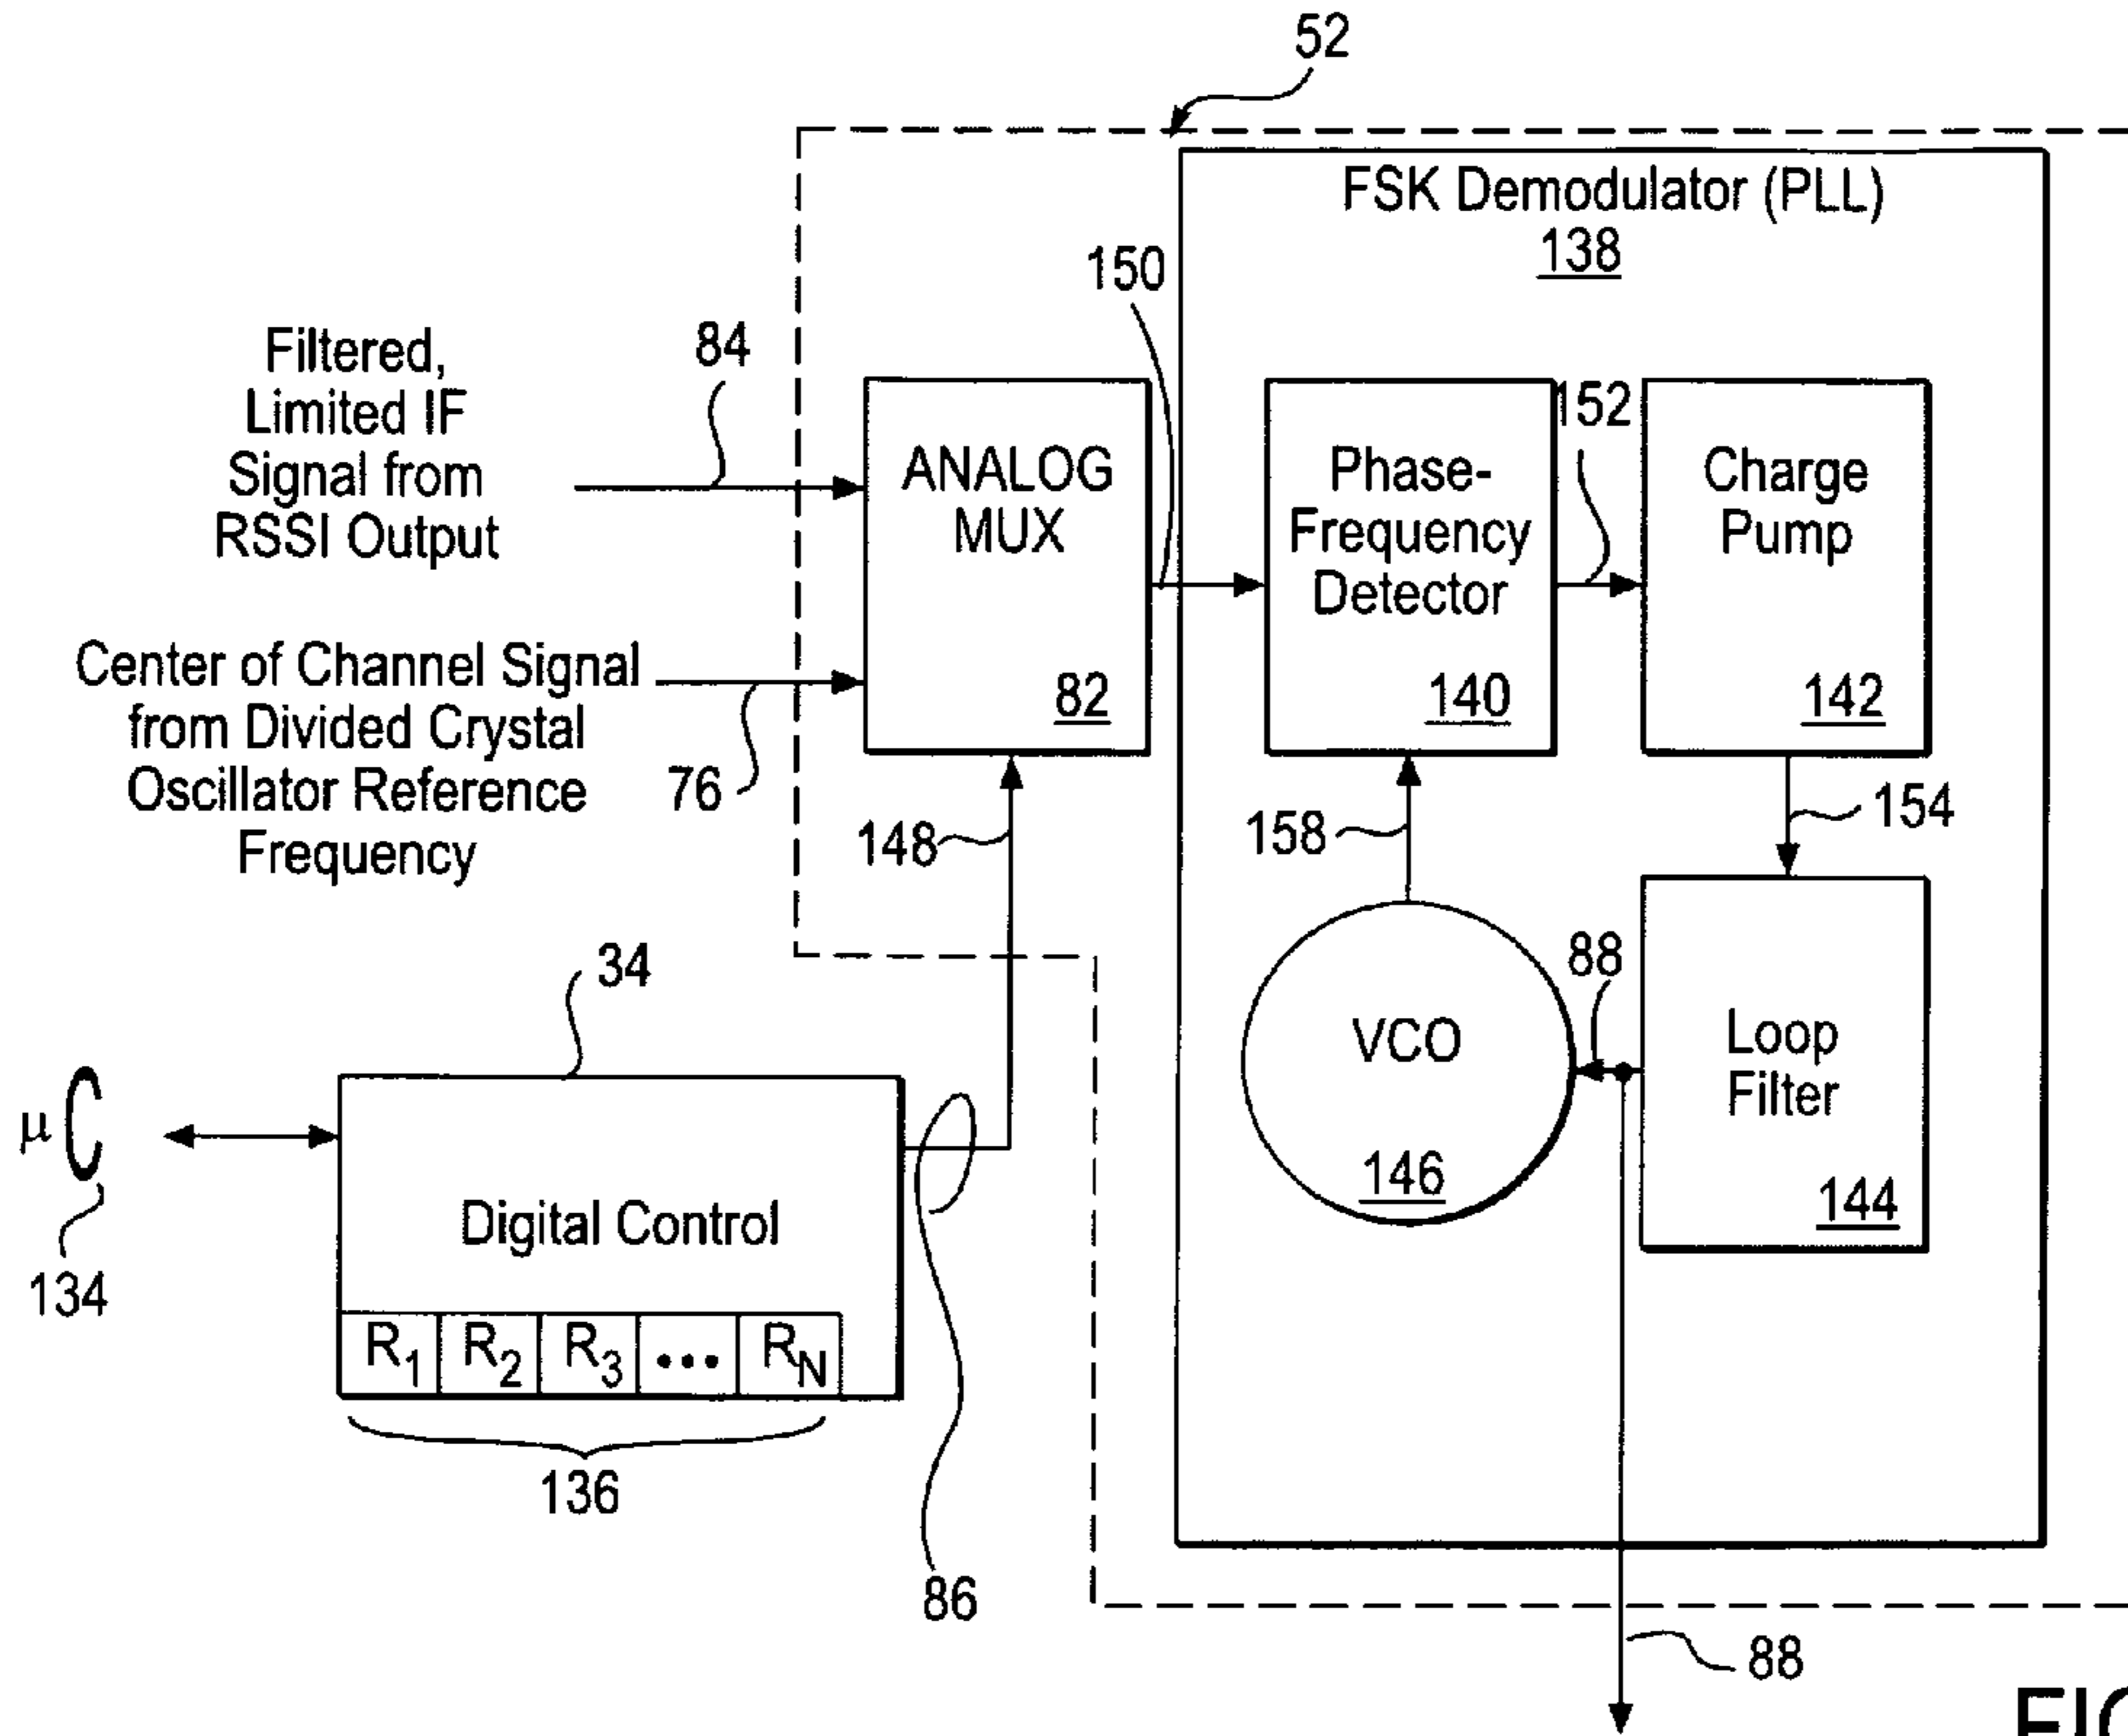 52
FSK Demodulator (PLL)
138
150
Filtered,
Limited IF
Signal from
RSSI Output
84
ANALOG
MUX
82
Phase-
Frequency
Detector
140
152
Charge
Pump
142
Center of Channel Signal
from Divided Crystal
Oscillator Reference
Frequency
76
148
158
154
34
88
VCO
146
Loop
Filter
144
μC
134
Digital Control
R1 R2 R3 ••• RN
136
86
88
FIG